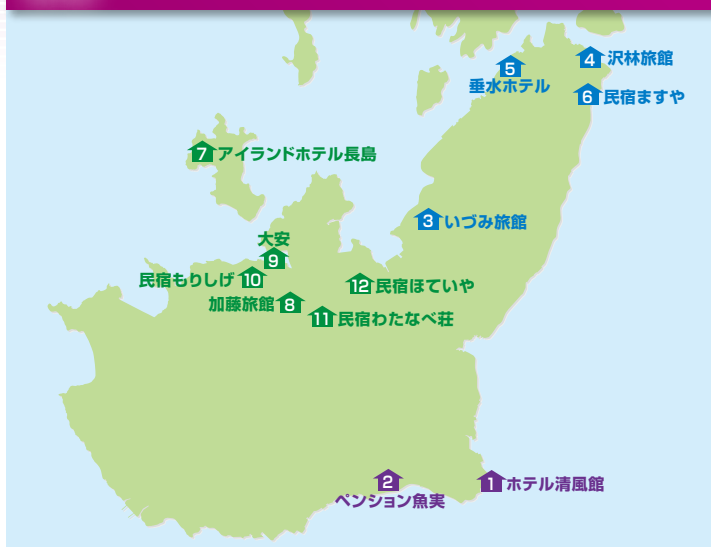 4 沢林旅館
5
垂水ホテル
6 民宿ますや
7 アイランドホテル長島
3 いづみ旅館
大安
9
民宿もりしげ 10
12 民宿ほていや
加藤旅館 8
11 民宿わたなべ荘
2
ペンション魚実
1 ホテル清風館